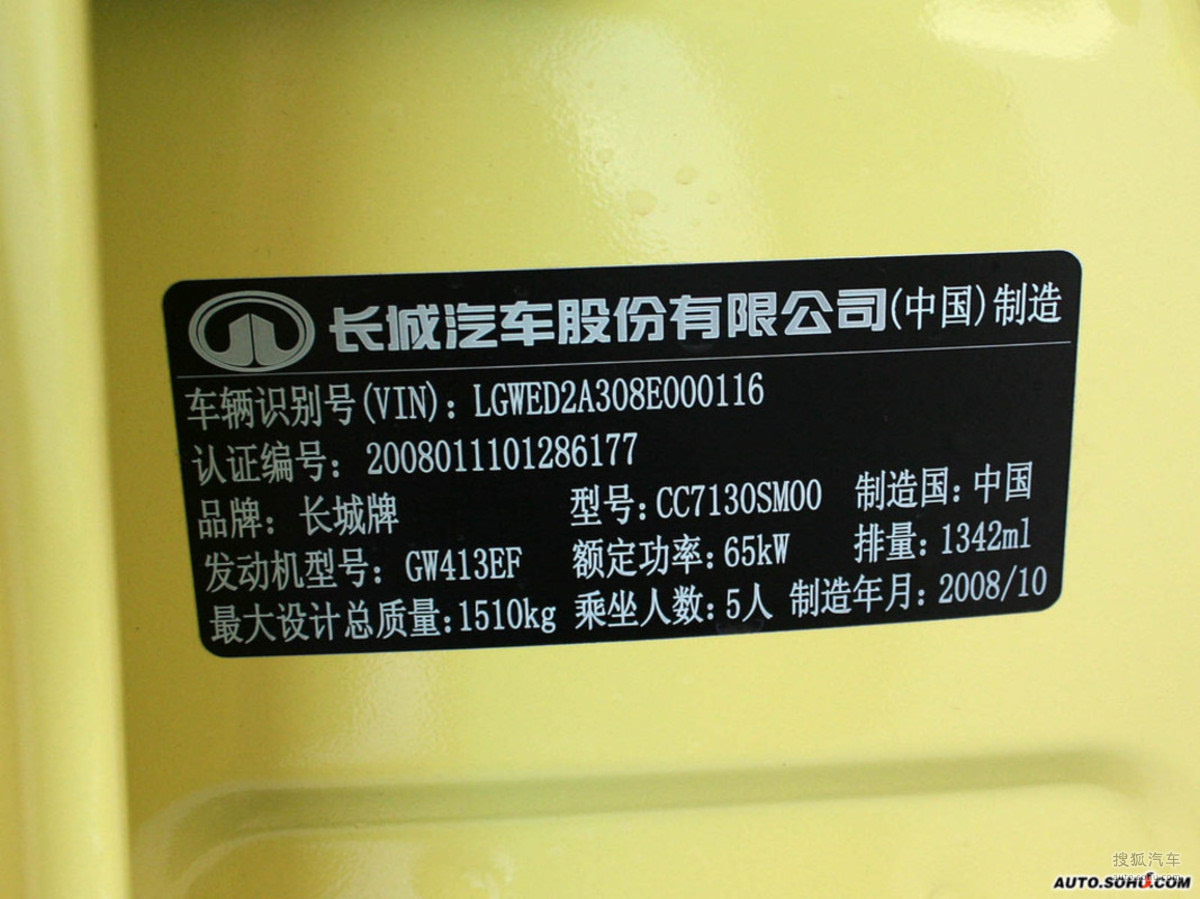 长城汽车股份有限公司(中国)制造
车辆识别号(VIN)：LGWED2A308E000116
认证编号：2008011101286177
品牌：长城牌 型号:CC7130SM00 制造国:中国
发动机型号：GW413EF 额定功率:65kW 排量:1342ml
最大设计总质量:1510kg 乘坐人数:5人 制造年月:2008/10
搜狐汽车
auto.sohu.com
AUTO.SOHU.COM